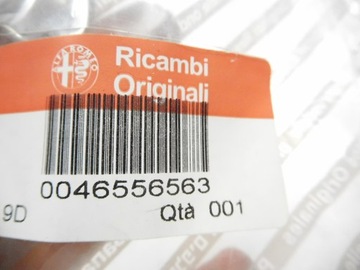 ALFA ROMEO
Ricambi
Originali
0046556563
9D Qtà 001